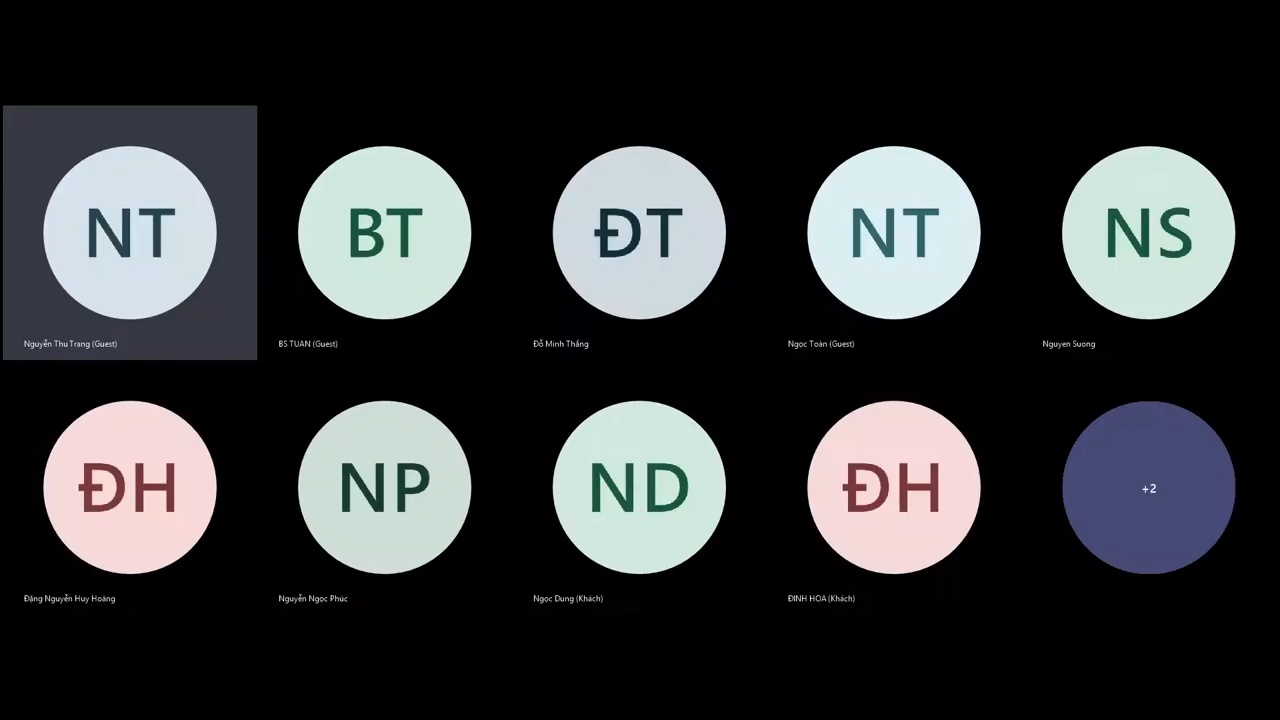 NT
BT
ĐT
NT
NS
Nguyễn Thu Trang (Guest)
BS TUAN (Guest)
Đỗ Minh Thắng
Ngọc Toàn (Guest)
Nguyen Suong
ĐH
NP
ND
ĐH
+2
Đặng Nguyễn Huy Hoàng
Nguyễn Ngọc Phúc
Ngọc Dung (Khách)
ĐINH HOA (Khách)